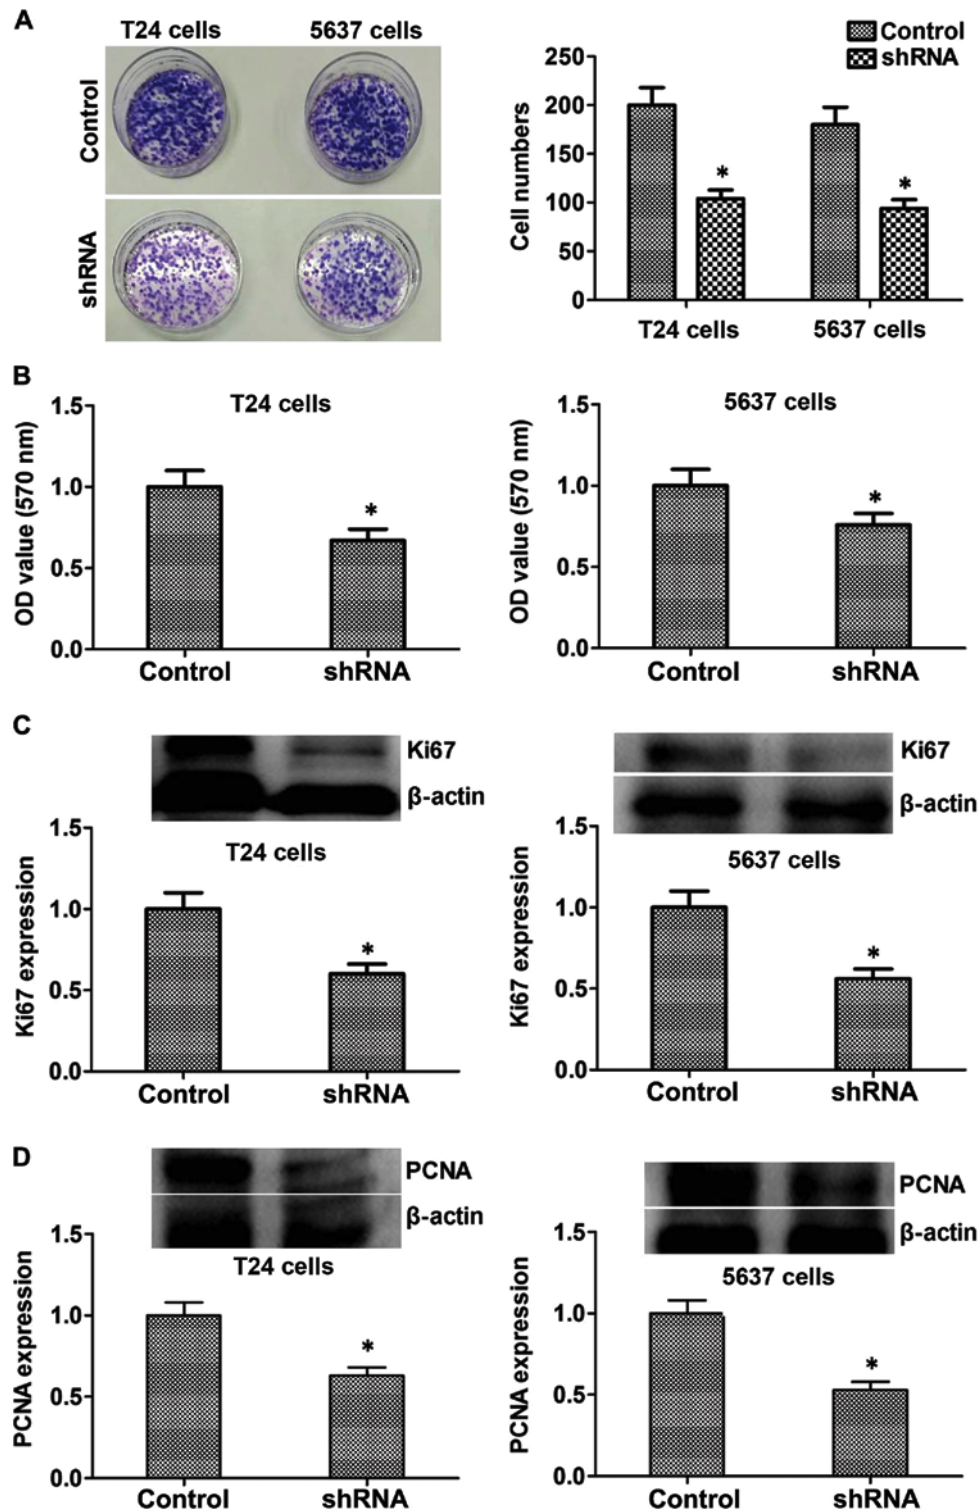 A
T24 cells 5637 cells
Control
shRNA
Control
shRNA
Cell numbers
250
200
150
100
50
0
*
*
T24 cells 5637 cells
B
OD value (570 nm)
1.5
1.0
0.5
0.0
T24 cells
*
Control shRNA
OD value (570 nm)
1.5
1.0
0.5
0.0
5637 cells
*
Control shRNA
C
Ki67
β-actin
Ki67 expression
1.5
1.0
0.5
0.0
T24 cells
*
Control shRNA
Ki67
β-actin
Ki67 expression
1.5
1.0
0.5
0.0
5637 cells
*
Control shRNA
D
PCNA
β-actin
PCNA expression
1.5
1.0
0.5
0.0
T24 cells
*
Control shRNA
PCNA
β-actin
PCNA expression
1.5
1.0
0.5
0.0
5637 cells
*
Control shRNA